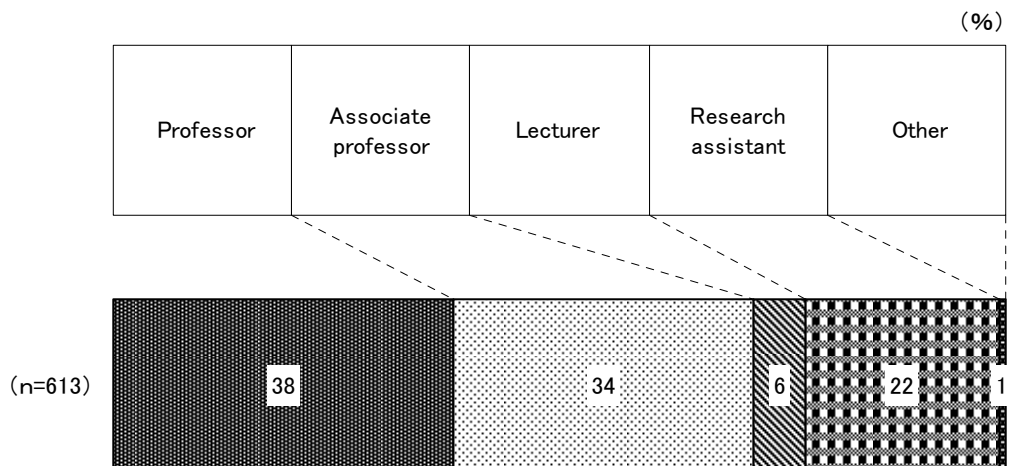 (%)
Professor
Associate
professor
Lecturer
Research
assistant
Other
(n=613)
38
34
6
22
1